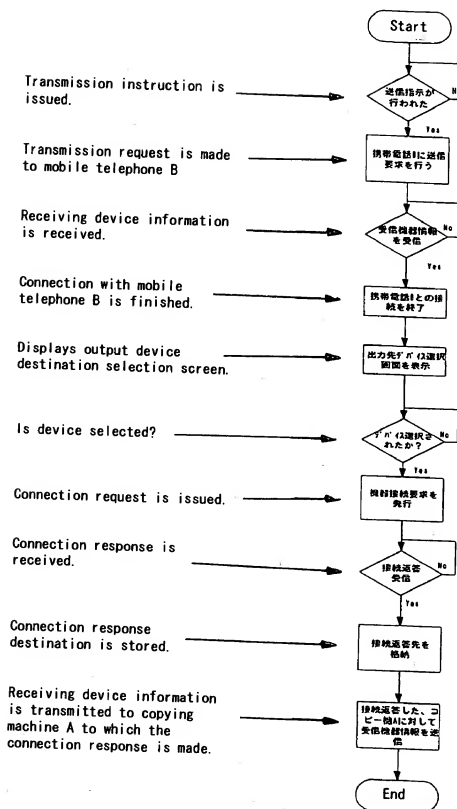 Start
Transmission instruction is
issued.
送信指示が
行われた
No
Yes
Transmission request is made
to mobile telephone B
携帯電話Bに送信
要求を行う
Receiving device information
is received.
受信機器情報
を受信
No
Yes
Connection with mobile
telephone B is finished.
携帯電話Bとの接
続を終了
Displays output device
destination selection screen.
出力先デバイス選択
画面を表示
Is device selected?
デバイス選択さ
れたか?
No
Yes
Connection request is issued.
機器接続要求を
発行
Connection response is
received.
接続返答
受信
No
Yes
Connection response
destination is stored.
接続返答先を
格納
Receiving device information
is transmitted to copying
machine A to which the
connection response is made.
接続返答した、コ
ピー機Aに対して
受信機器情報を送
信
End